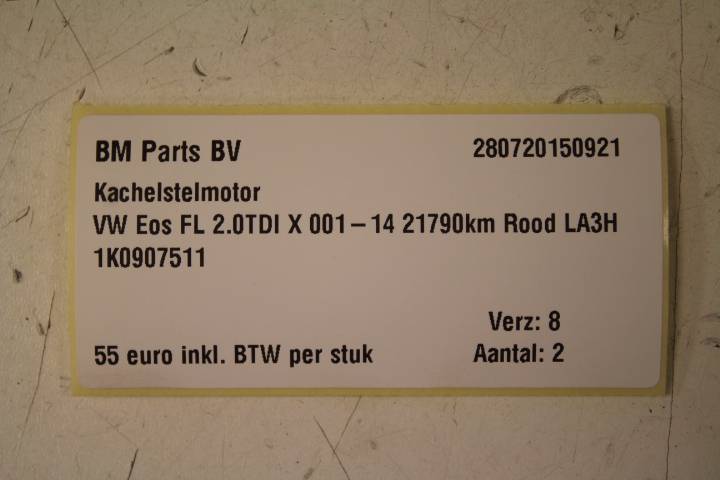 BM Parts BV 280720150921
Kachelstelmotor
VW Eos FL 2.0TDI X 001 – 14 21790km Rood LA3H
1K0907511
Verz: 8
55 euro inkl. BTW per stuk Aantal: 2